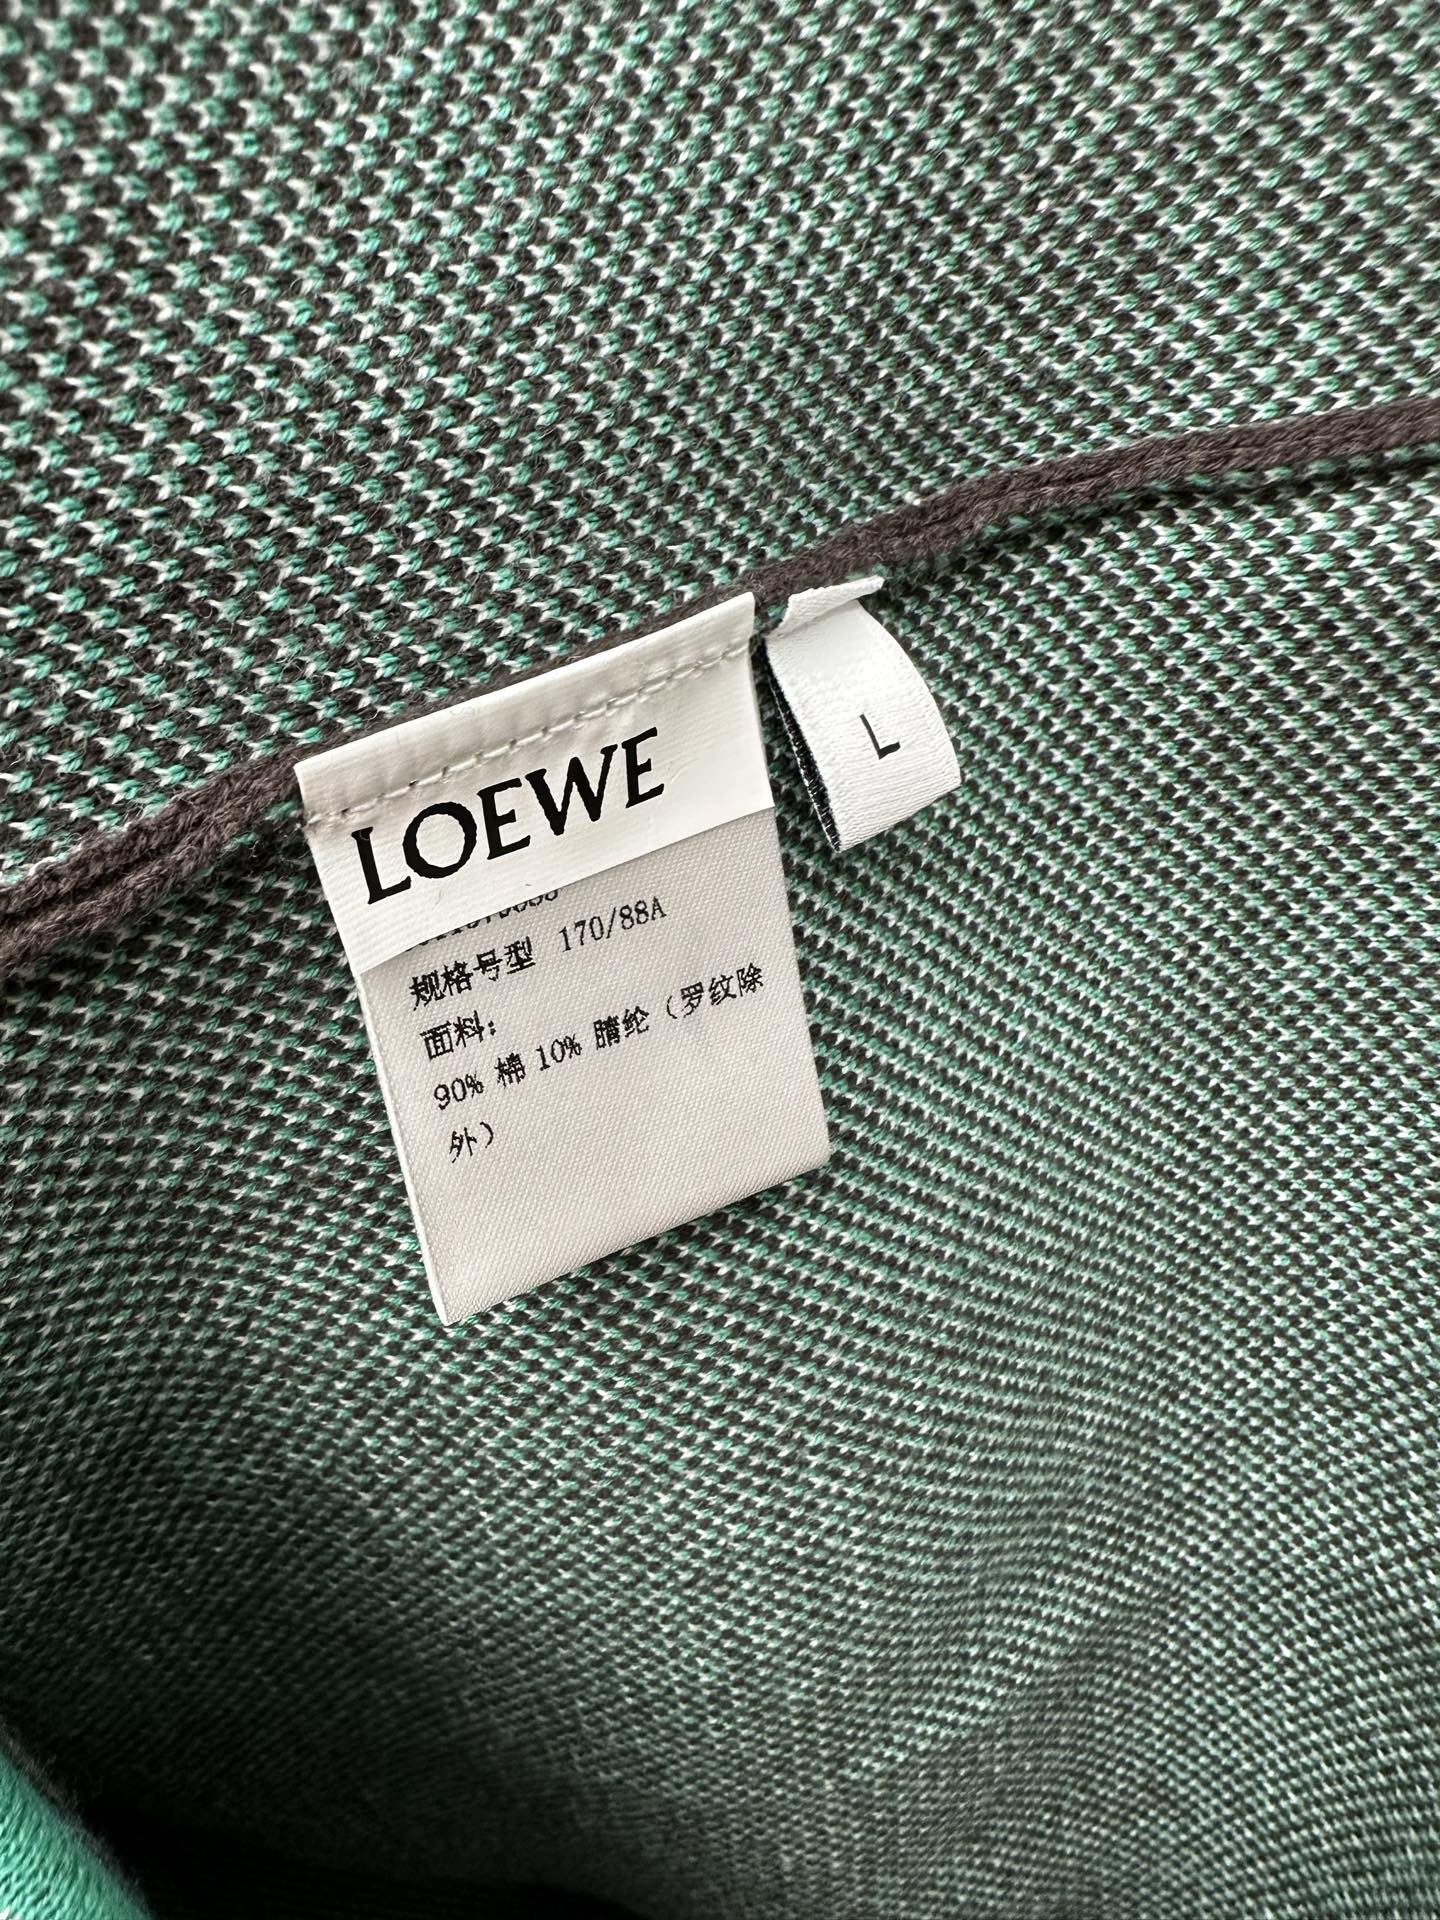 LOEWE
L
规格号型 170/88A
面料:
90% 棉 10% 腈纶（罗纹除
外）